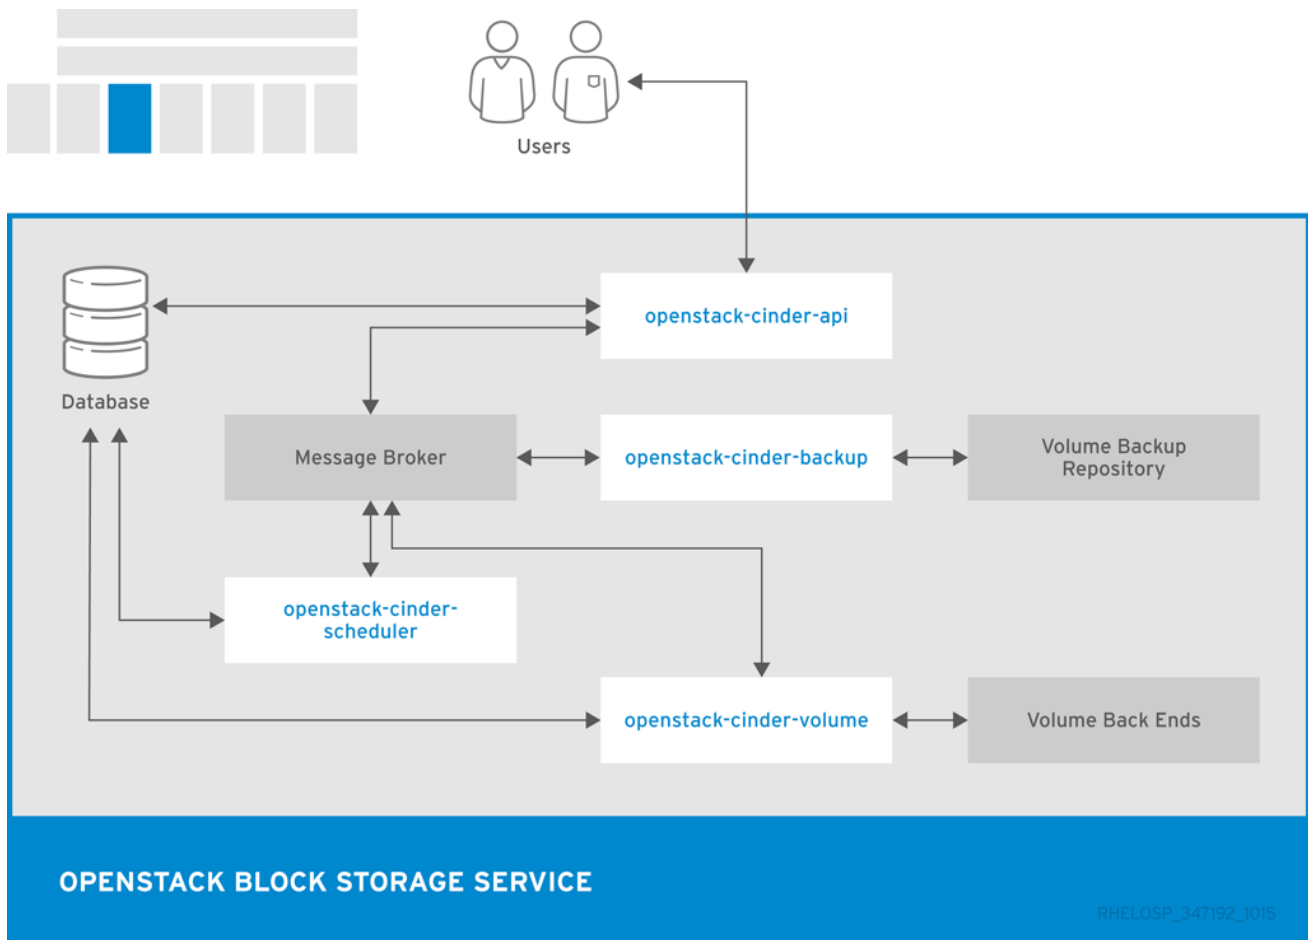 Users
openstack-cinder-api
Database
Message Broker
openstack-cinder-backup
Volume Backup
Repository
openstack-cinder-
scheduler
openstack-cinder-volume
Volume Back Ends
OPENSTACK BLOCK STORAGE SERVICE
RHELOSP_347192_1015